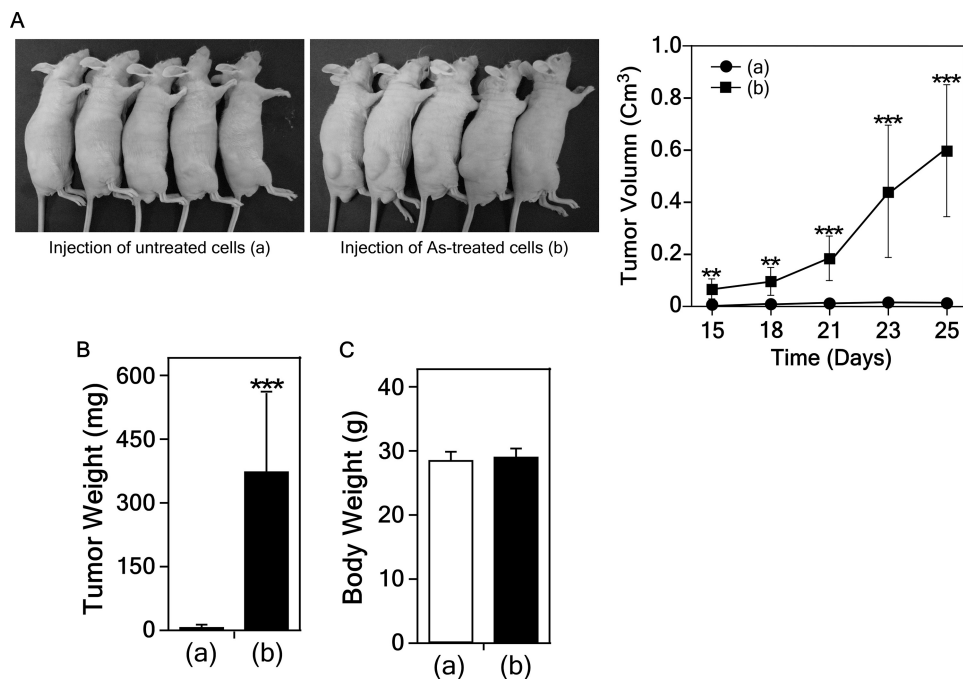 A
Injection of untreated cells (a)
Injection of As-treated cells (b)
Tumor Volumn (Cm³)
1.0
0.8
0.6
0.4
0.2
0
(a)
(b)
**
**
***
***
***
15 18 21 23 25
Time (Days)
B
Tumor Weight (mg)
600
450
300
150
0
***
(a) (b)
C
Body Weight (g)
40
30
20
10
0
(a) (b)